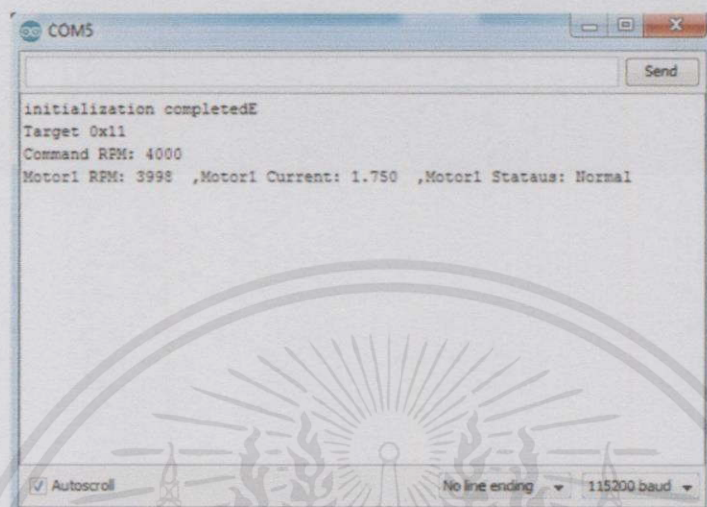 COM5
Send
initialization completedE
Target 0x11
Command RPM: 4000
Motor1 RPM: 3998 ,Motor1 Current: 1.750 ,Motor1 Stataus: Normal
Autoscroll
No line ending
115200 baud